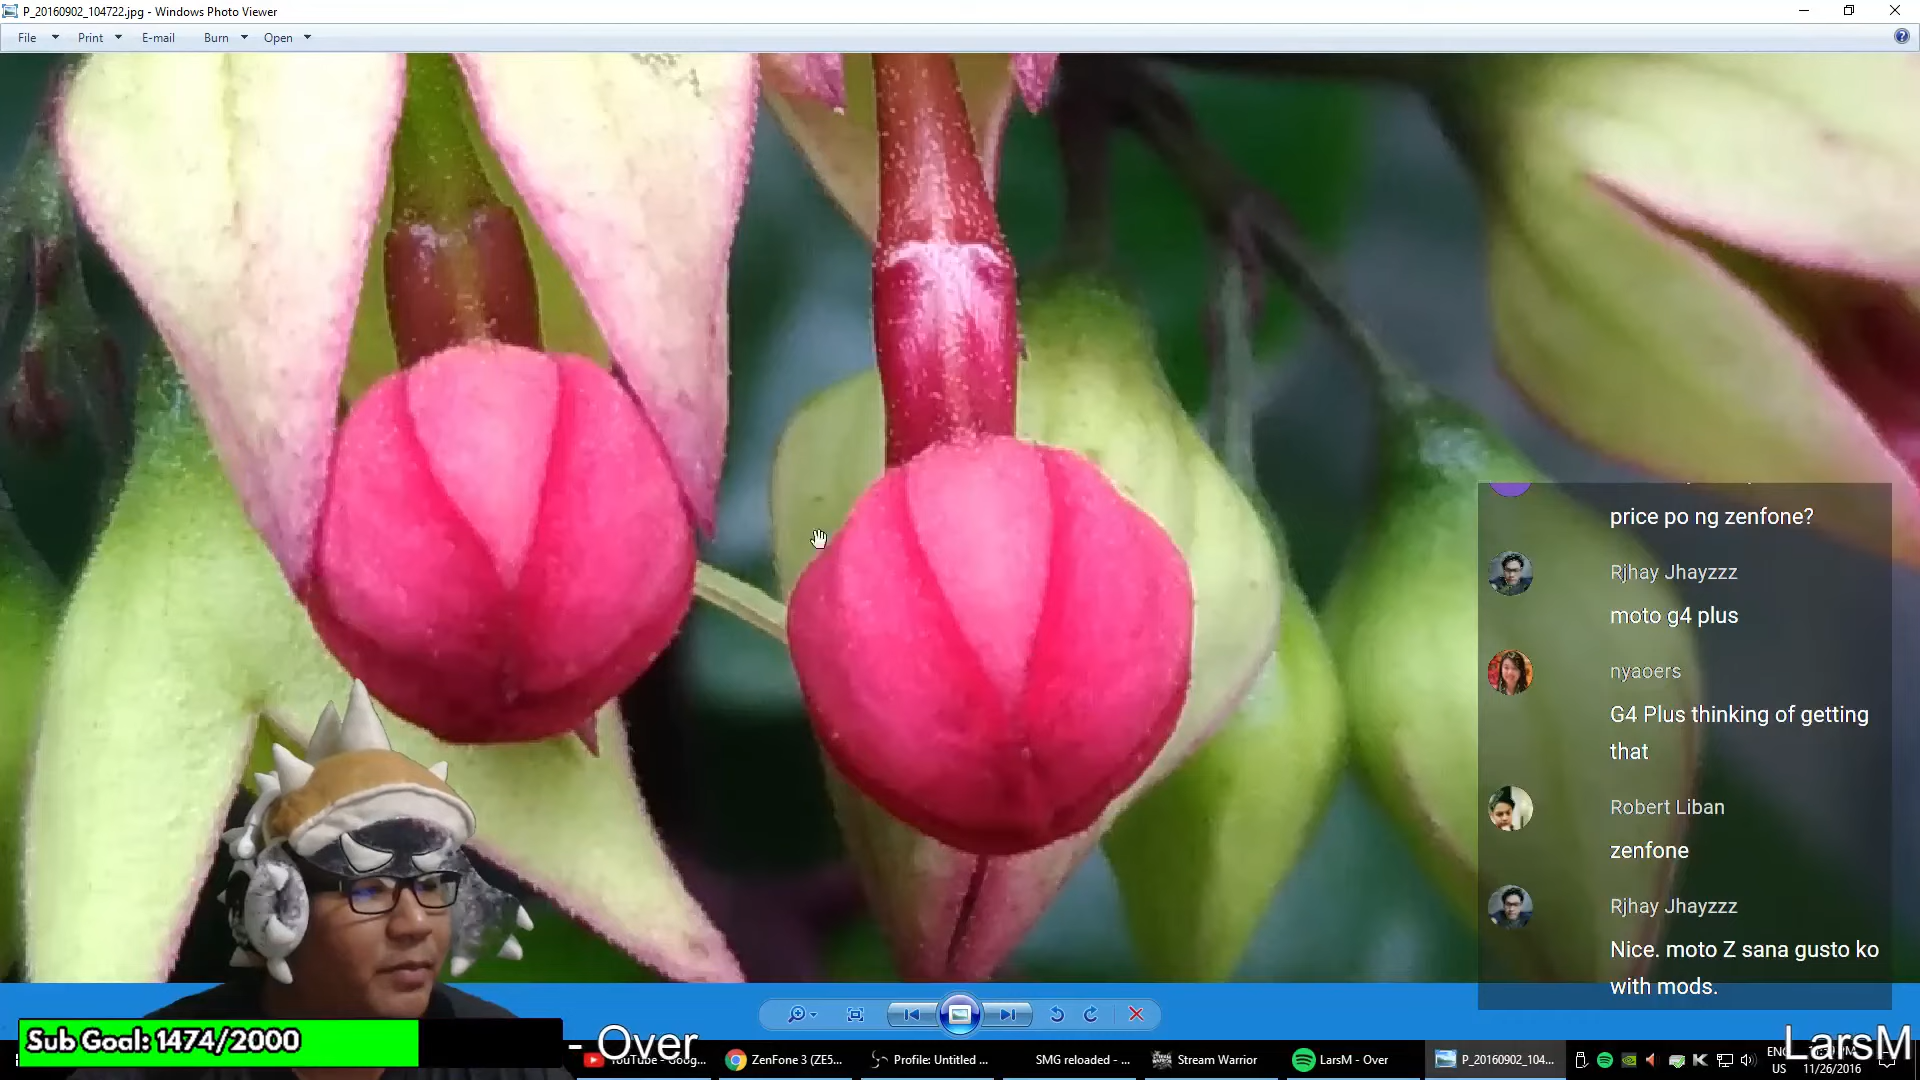 P_20160902_104722.jpg - Windows Photo Viewer
File Print E-mail Burn Open
price po ng zenfone?
Rjhay Jhayzzz
moto g4 plus
nyaoers
G4 Plus thinking of getting
that
Robert Liban
zenfone
Rjhay Jhayzzz
Nice. moto Z sana gusto ko
with mods.
Sub Goal: 1474/2000
- Over
LarsM
YouTube - Goog...
ZenFone 3 (ZE5...
Profile: Untitled ...
SMG reloaded - ...
Stream Warrior
LarsM - Over
P_20160902_104...
ENG
US
11/26/2016